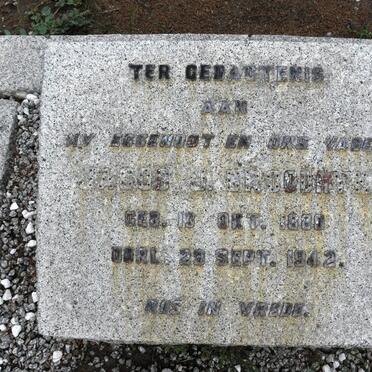 TER GEDAGTENIS
AAN
MY EGGENOOT EN ONS VADER
J.
GEB. 13 OKT. 1880
OORL. 29 SEPT. 1942.
RUS IN VREDE.